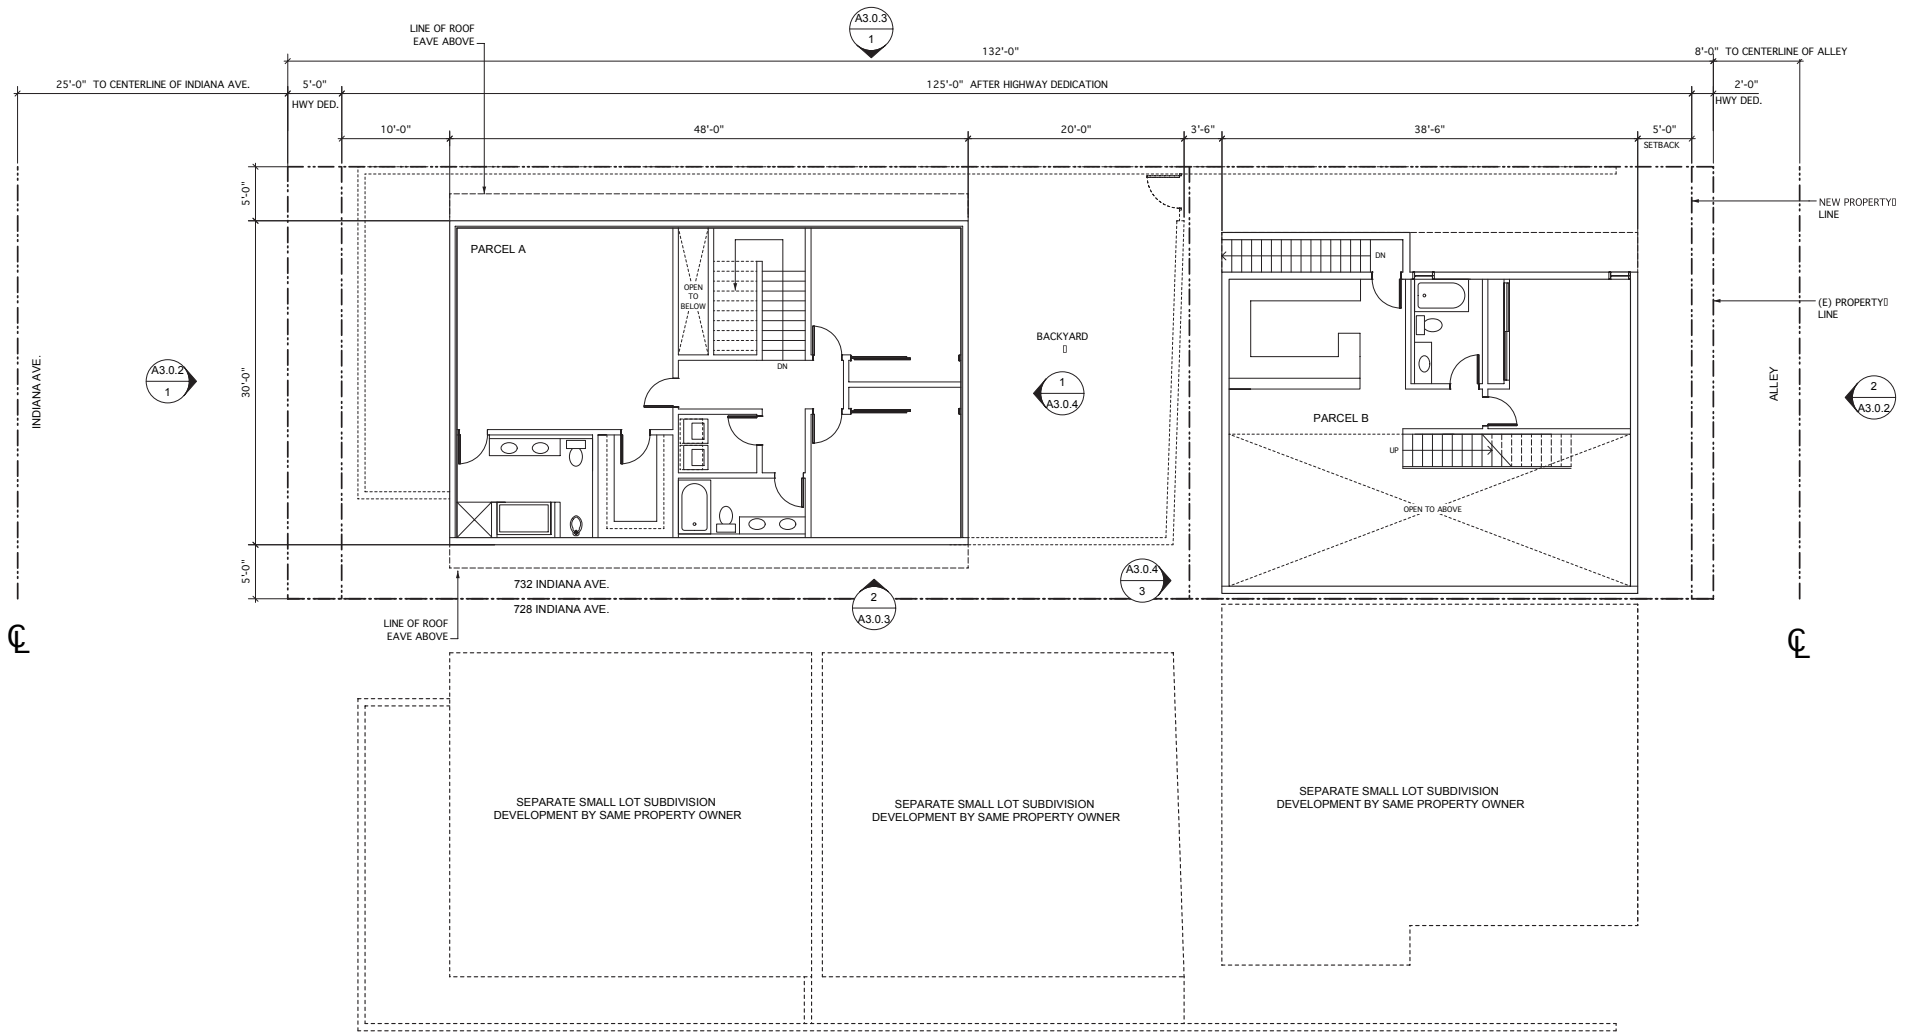 A3.0.3
1
LINE OF ROOF
EAVE ABOVE
132'-0"
8'-0" TO CENTERLINE OF ALLEY
25'-0" TO CENTERLINE OF INDIANA AVE.
5'-0"
HWY DED.
125'-0" AFTER HIGHWAY DEDICATION
2'-0"
HWY DED.
10'-0"
48'-0"
20'-0"
3'-6"
38'-6"
5'-0"
SETBACK
5'-0"
NEW PROPERTY
LINE
PARCEL A
OPEN
TO
BELOW
DN
DN
(E) PROPERTY
LINE
BACKYARD
INDIANA AVE.
A3.0.2
1
30'-0"
1
A3.0.4
ALLEY
2
A3.0.2
PARCEL B
UP
OPEN TO ABOVE
5'-0"
732 INDIANA AVE.
728 INDIANA AVE.
A3.0.4
3
2
A3.0.3
LINE OF ROOF
EAVE ABOVE
℄
℄
SEPARATE SMALL LOT SUBDIVISION
DEVELOPMENT BY SAME PROPERTY OWNER
SEPARATE SMALL LOT SUBDIVISION
DEVELOPMENT BY SAME PROPERTY OWNER
SEPARATE SMALL LOT SUBDIVISION
DEVELOPMENT BY SAME PROPERTY OWNER